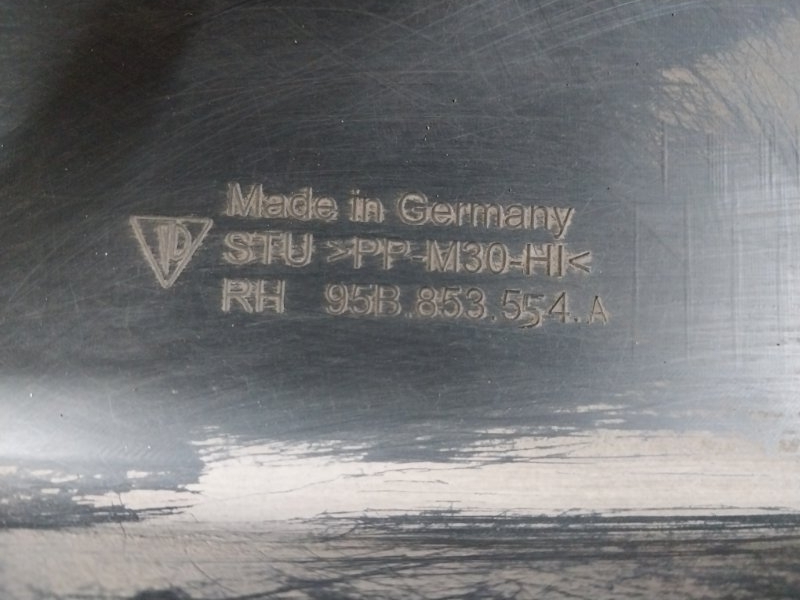 Made in Germany
STU >PP-M30-HI<
RH 95B.853.554.A